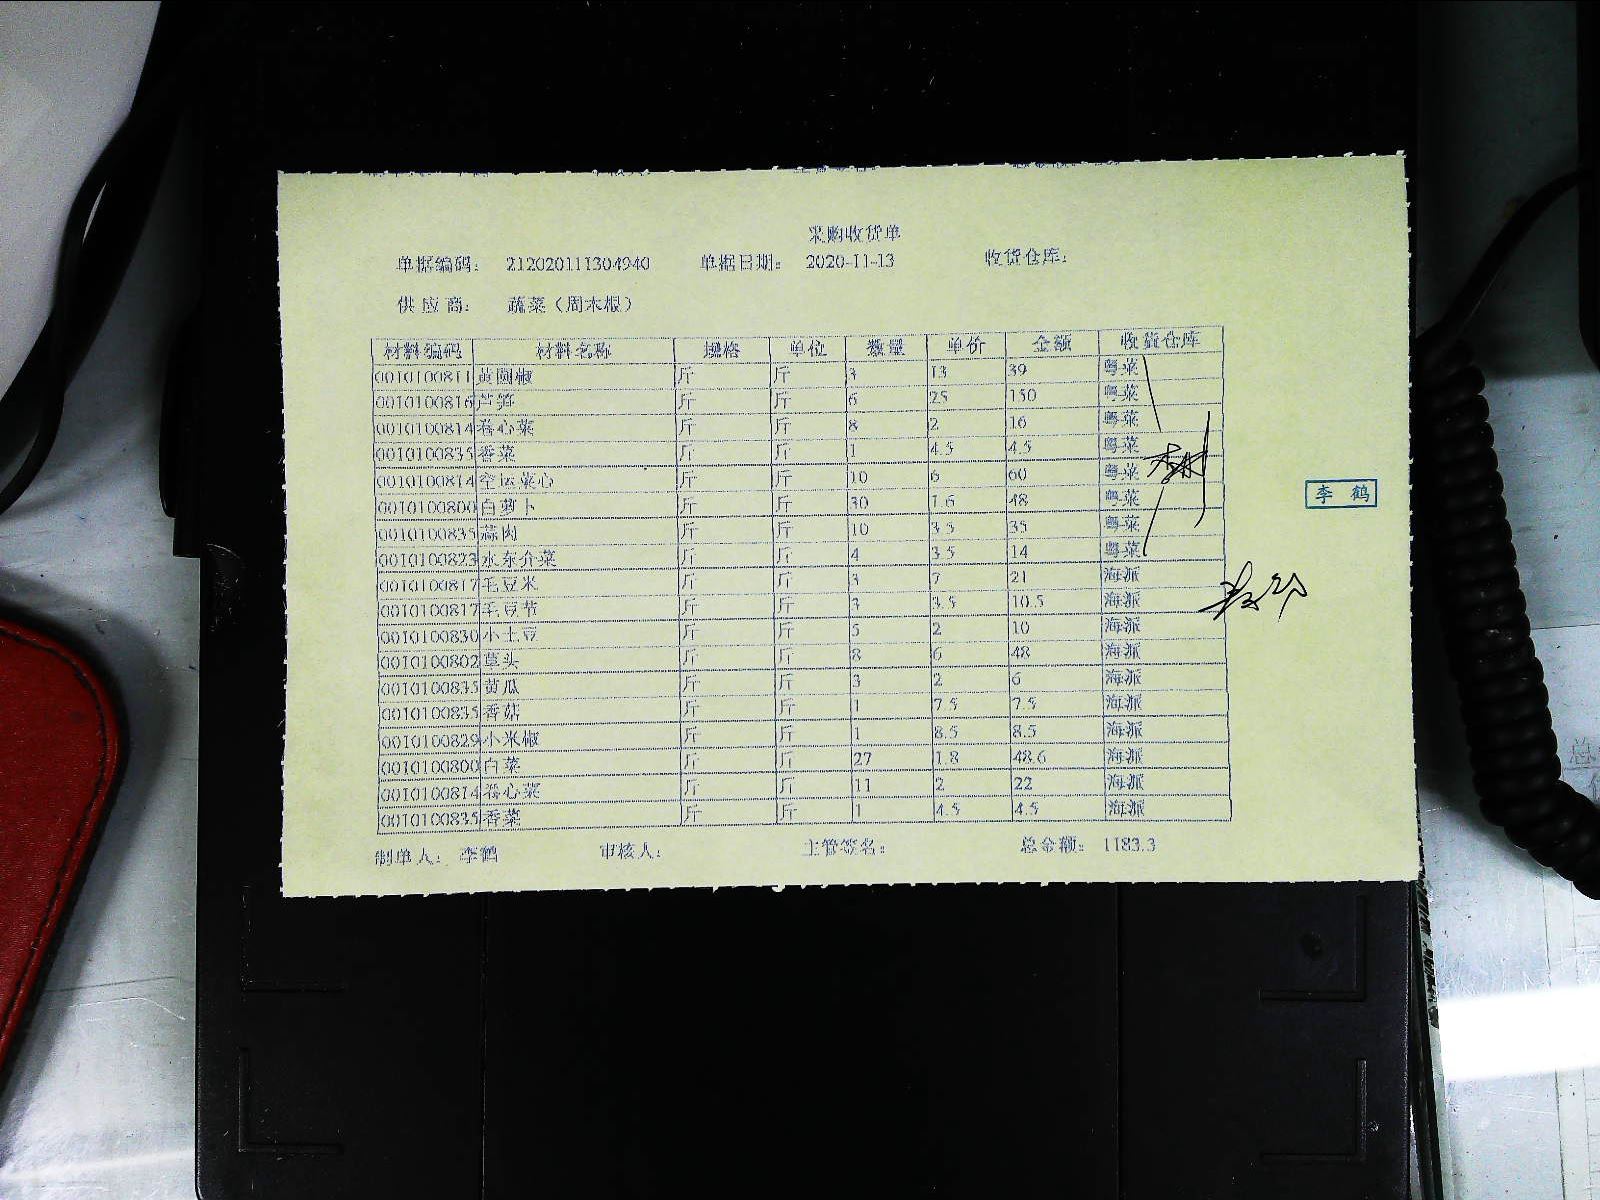 采购收货单
单据编码： 212020111304940 单据日期： 2020-11-13 收货仓库：
供 应 商： 蔬菜（周木根）
材料编码 材料名称 规格 单位 数量 单价 金额 收货仓库
0010100811 黄圆椒 斤 斤 3 13 39 粤菜
0010100816 芦笋 斤 斤 6 25 150 粤菜
0010100814 卷心菜 斤 斤 8 2 16 粤菜
0010100835 香菜 斤 斤 1 4.5 4.5 粤菜
0010100814 空运菜心 斤 斤 10 6 60 粤菜
0010100800 白萝卜 斤 斤 30 1.6 48 粤菜
0010100835 蒜肉 斤 斤 10 3.5 35 粤菜
0010100823 水东介菜 斤 斤 4 3.5 14 粤菜
0010100817 毛豆米 斤 斤 3 7 21 海派
0010100817 毛豆节 斤 斤 3 3.5 10.5 海派
0010100830 小土豆 斤 斤 5 2 10 海派
0010100802 草头 斤 斤 8 6 48 海派
0010100835 黄瓜 斤 斤 3 2 6 海派
0010100835 香菇 斤 斤 1 7.5 7.5 海派
0010100829 小米椒 斤 斤 1 8.5 8.5 海派
0010100800 白菜 斤 斤 27 1.8 48.6 海派
0010100814 卷心菜 斤 斤 11 2 22 海派
0010100835 香菜 斤 斤 1 4.5 4.5 海派
李 鹤
制单人： 李鹤 审核人： 主管签名： 总金额： 1183.3